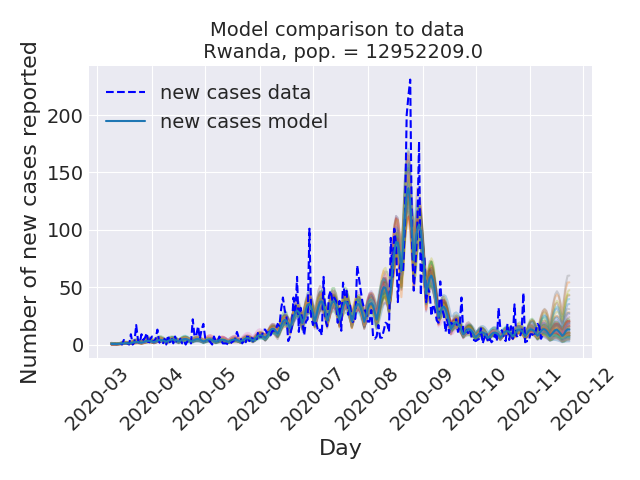 Model comparison to data
Rwanda, pop. = 12952209.0
Number of new cases reported
new cases data
new cases model
200
150
100
50
0
2020-03
2020-04
2020-05
2020-06
2020-07
2020-08
2020-09
2020-10
2020-11
2020-12
Day